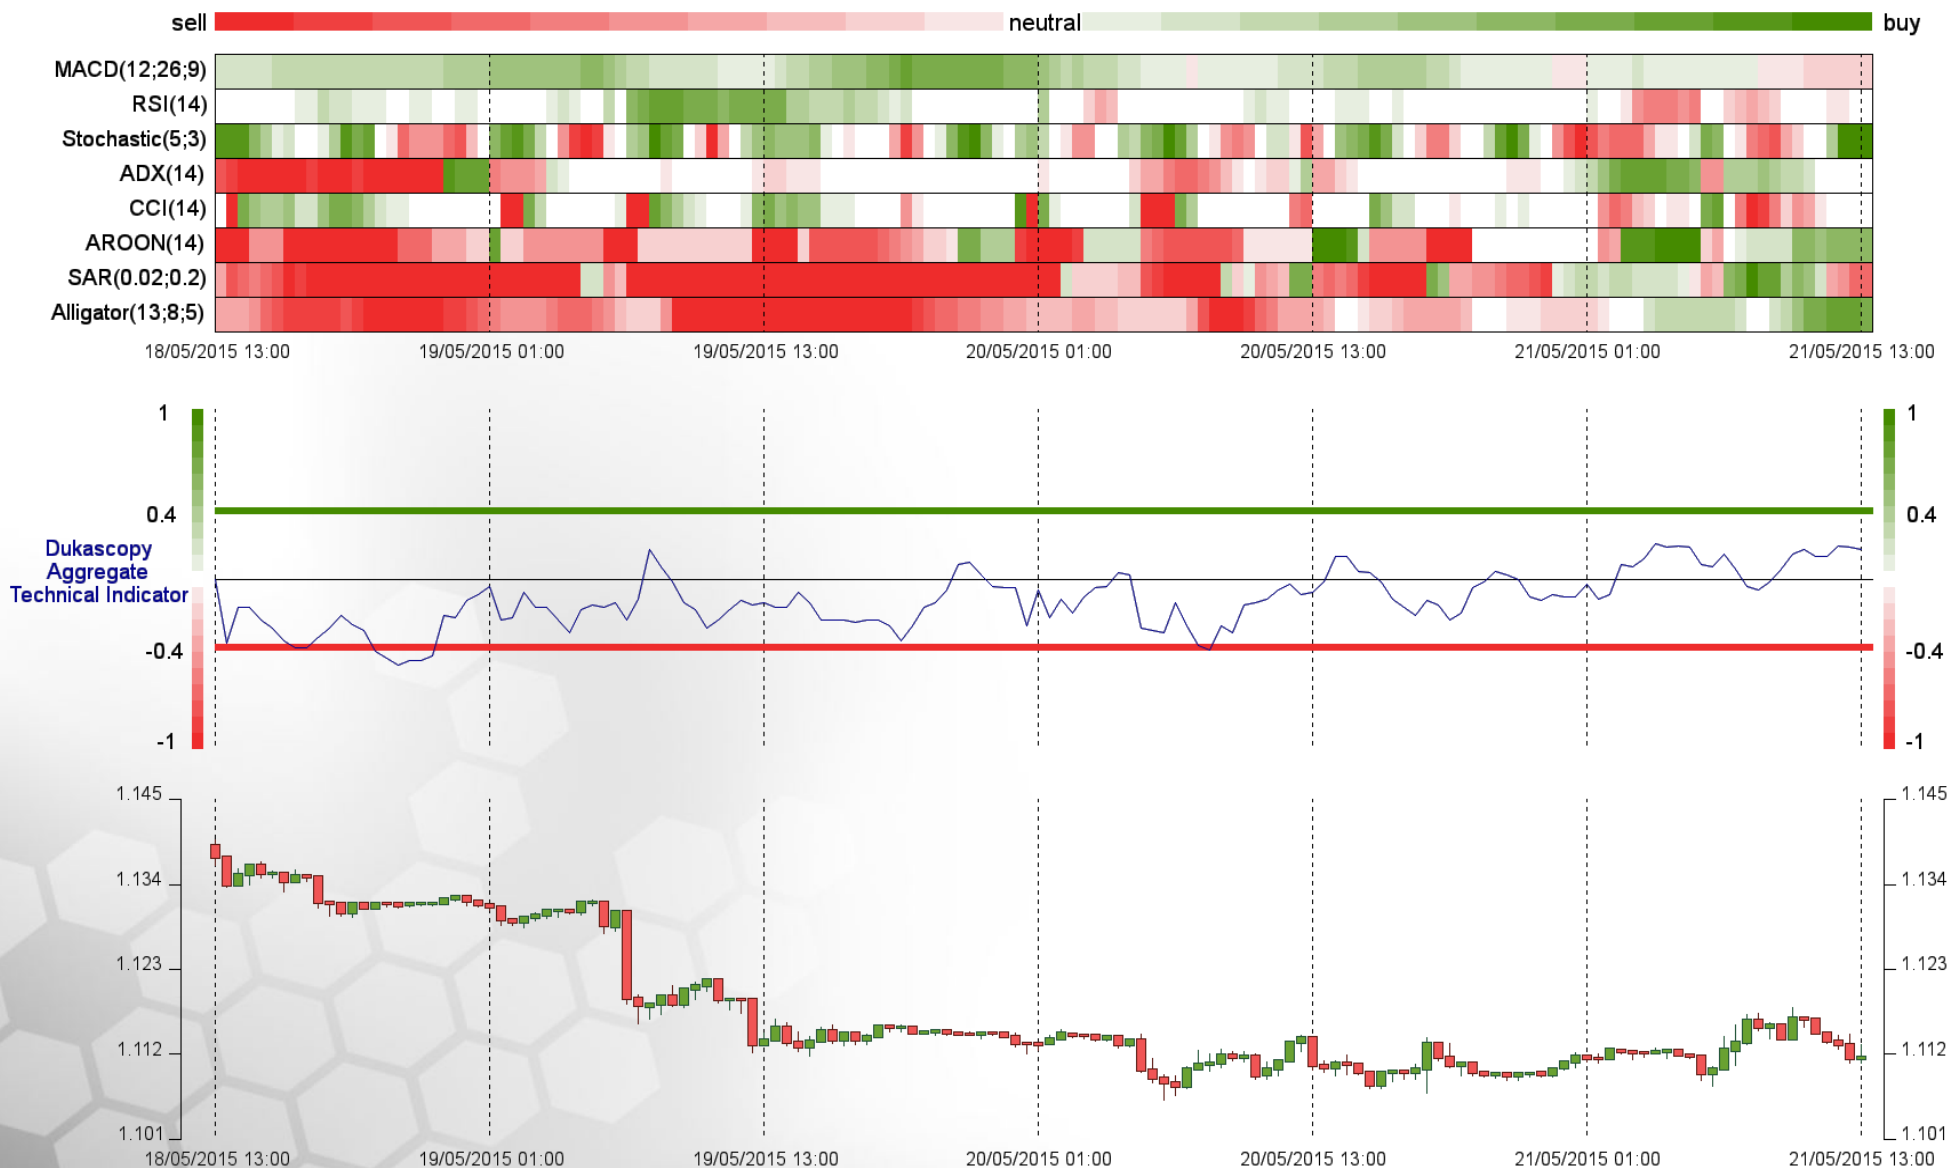 sell neutral buy
MACD(12;26;9)
RSI(14)
Stochastic(5;3)
ADX(14)
CCI(14)
AROON(14)
SAR(0.02;0.2)
Alligator(13;8;5)
18/05/2015 13:00 19/05/2015 01:00 19/05/2015 13:00 20/05/2015 01:00 20/05/2015 13:00 21/05/2015 01:00 21/05/2015 13:00
1 1
0.4 0.4
Dukascopy
Aggregate
Technical Indicator
-0.4 -0.4
-1 -1
1.145 1.145
1.134 1.134
1.123 1.123
1.112 1.112
1.101 1.101
18/05/2015 13:00 19/05/2015 01:00 19/05/2015 13:00 20/05/2015 01:00 20/05/2015 13:00 21/05/2015 01:00 21/05/2015 13:00